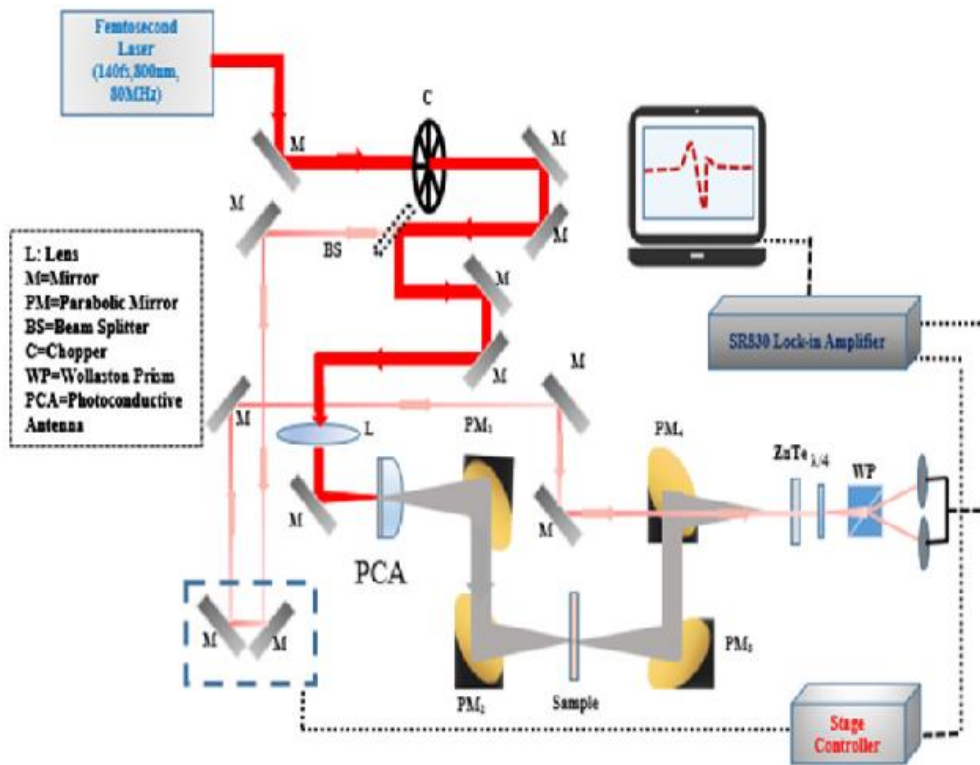 Femtosecond
Laser
(140fs,800nm,
80MHz)
C
M
M
M
BS
M
M
M
M
M
L: Lens
M=Mirror
PM=Parabolic Mirror
BS=Beam Splitter
C=Chopper
WP=Wollaston Prism
PCA=Photoconductive
Antenna
SR830 Lock-in Amplifier
L
PM₁
PM₄
ZnTe
λ/4
WP
M
M
PCA
M
M
PM₂
Sample
PM₃
Stage
Controller